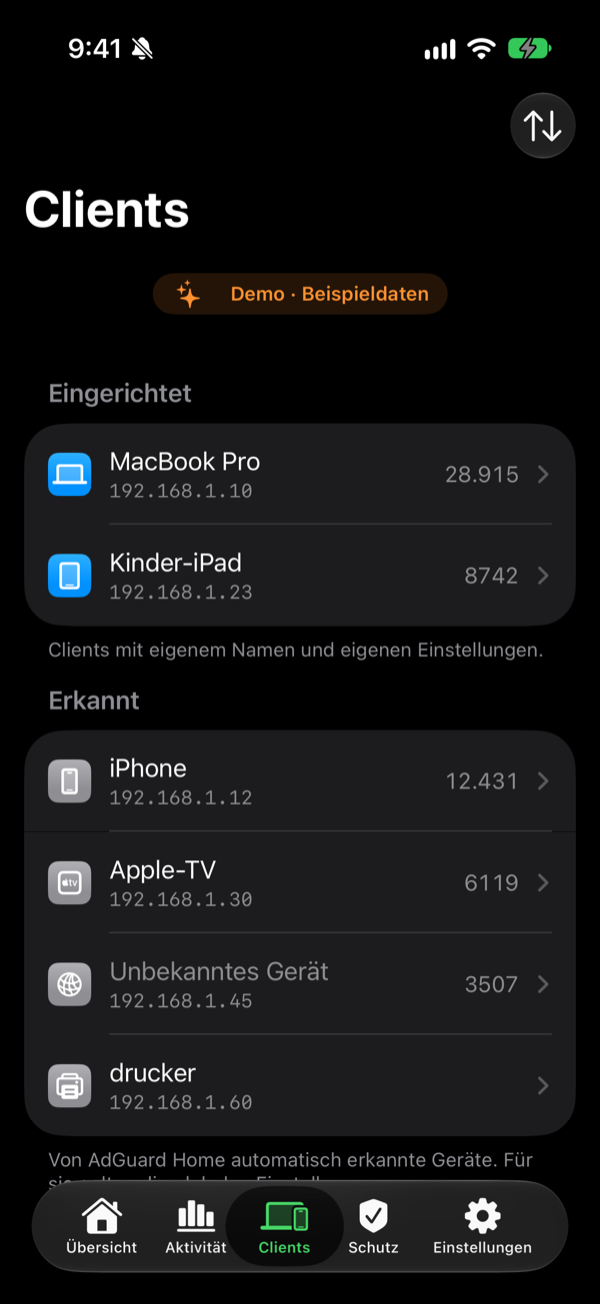 9:41
Clients
Demo · Beispieldaten
Eingerichtet
MacBook Pro
28.915
192.168.1.10
Kinder-iPad
8742
192.168.1.23
Clients mit eigenem Namen und eigenen Einstellungen.
Erkannt
iPhone
12.431
192.168.1.12
tv
Apple-TV
6119
192.168.1.30
Unbekanntes Gerät
3507
192.168.1.45
drucker
192.168.1.60
Von AdGuard Home automatisch erkannte Geräte. Für
Übersicht
Aktivität
Clients
Schutz
Einstellungen